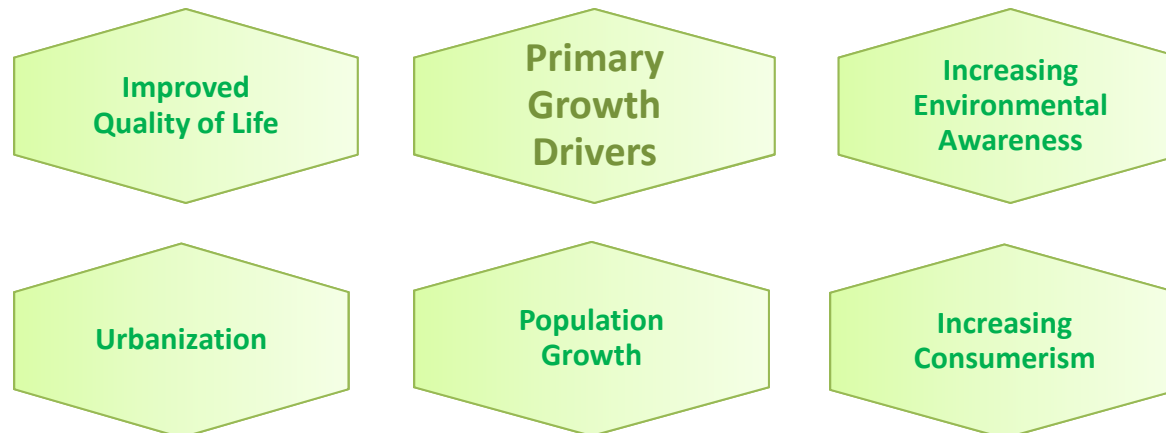 Improved
Quality of Life
Primary
Growth
Drivers
Increasing
Environmental
Awareness
Urbanization
Population
Growth
Increasing
Consumerism